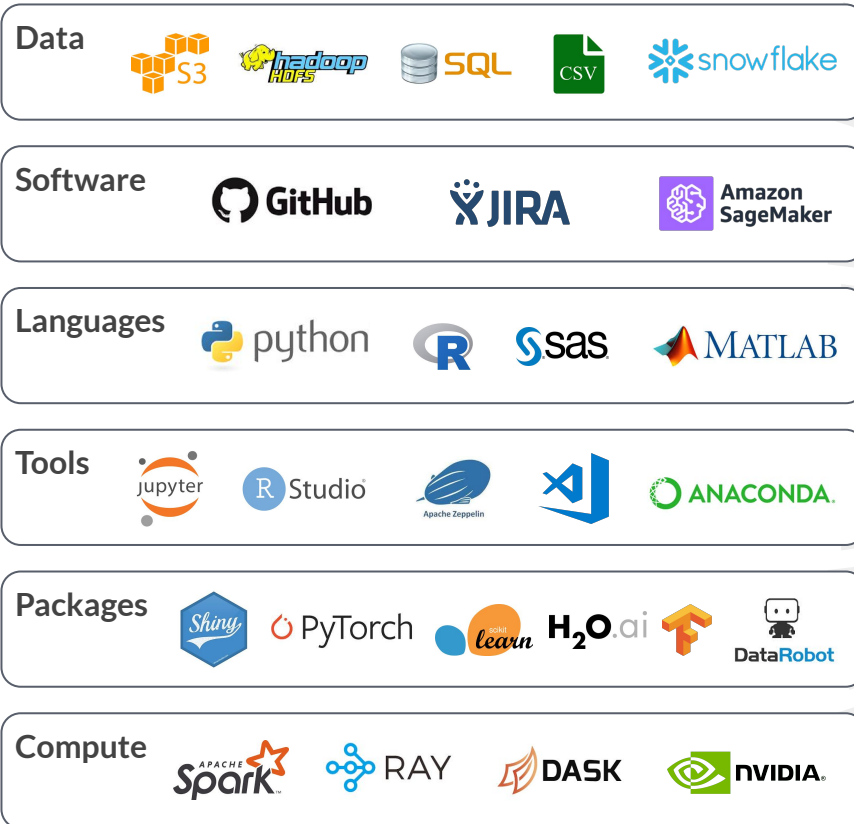 Data
S3
hadoop
HDFS
SQL
CSV
snowflake
Software
GitHub
JIRA
Amazon
SageMaker
Languages
python
R
sas
MATLAB
Tools
jupyter
R Studio
Apache Zeppelin
ANACONDA.
Packages
Shiny
PyTorch
scikit
learn
H2O.ai
DataRobot
Compute
APACHE
Spark
RAY
DASK
NVIDIA.